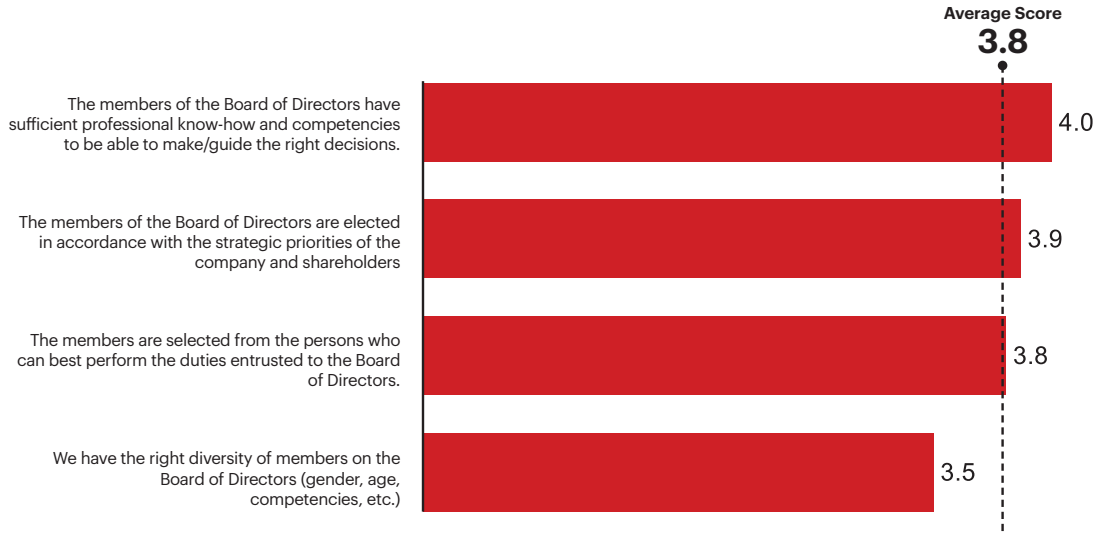 Average Score
3.8
The members of the Board of Directors have
sufficient professional know-how and competencies
to be able to make/guide the right decisions.
4.0
The members of the Board of Directors are elected
in accordance with the strategic priorities of the
company and shareholders
3.9
The members are selected from the persons who
can best perform the duties entrusted to the Board
of Directors.
3.8
We have the right diversity of members on the
Board of Directors (gender, age,
competencies, etc.)
3.5